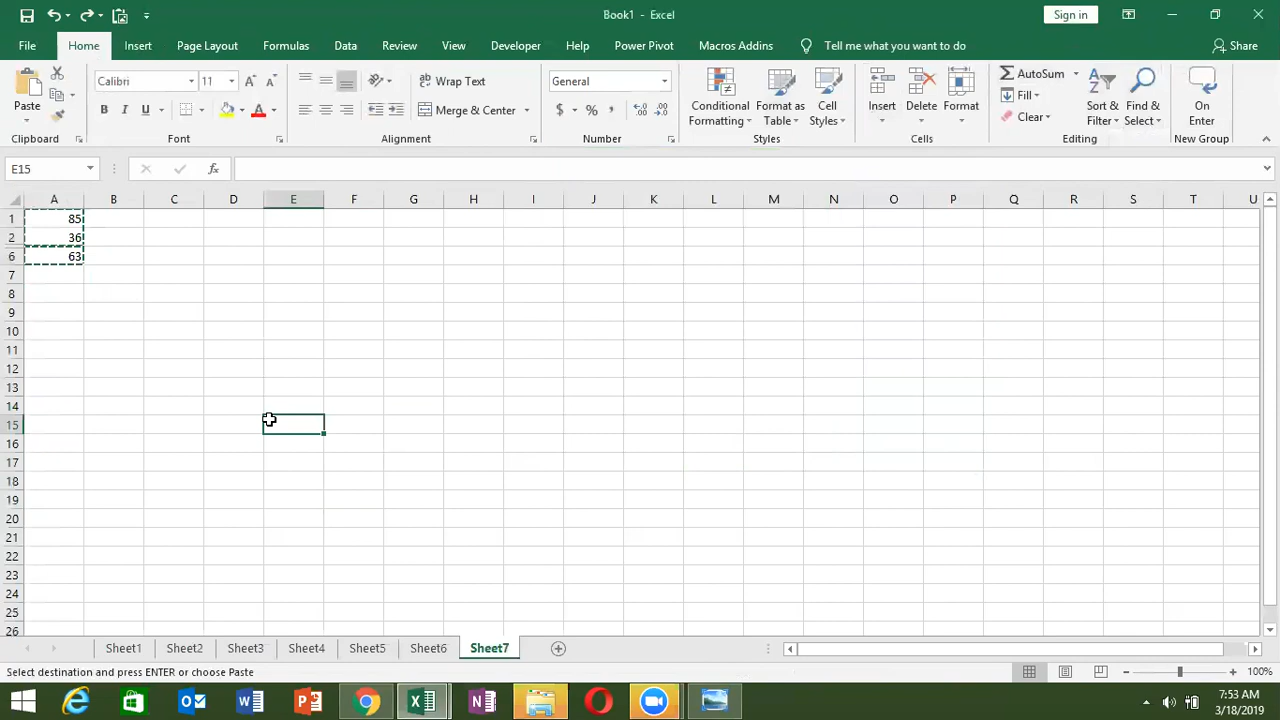 Book1 - Excel
Sign in
File Home Insert Page Layout Formulas Data Review View Developer Help Power Pivot Macros Addins Tell me what you want to do Share
Paste
Calibri 11
B I U
Wrap Text
Merge & Center
General
$ % ,
Conditional Formatting
Format as Table
Cell Styles
Insert
Delete
Format
AutoSum
Fill
Clear
Sort & Filter
Find & Select
On Enter
Clipboard Font Alignment Number Styles Cells Editing New Group
E15 fx
A B C D E F G H I J K L M N O P Q R S T U
1 85
2 36
6 63
7
8
9
10
11
12
13
14
15
16
17
18
19
20
21
22
23
24
25
26
Sheet1 Sheet2 Sheet3 Sheet4 Sheet5 Sheet6 Sheet7
Select destination and press ENTER or choose Paste 100%
7:53 AM
3/18/2019